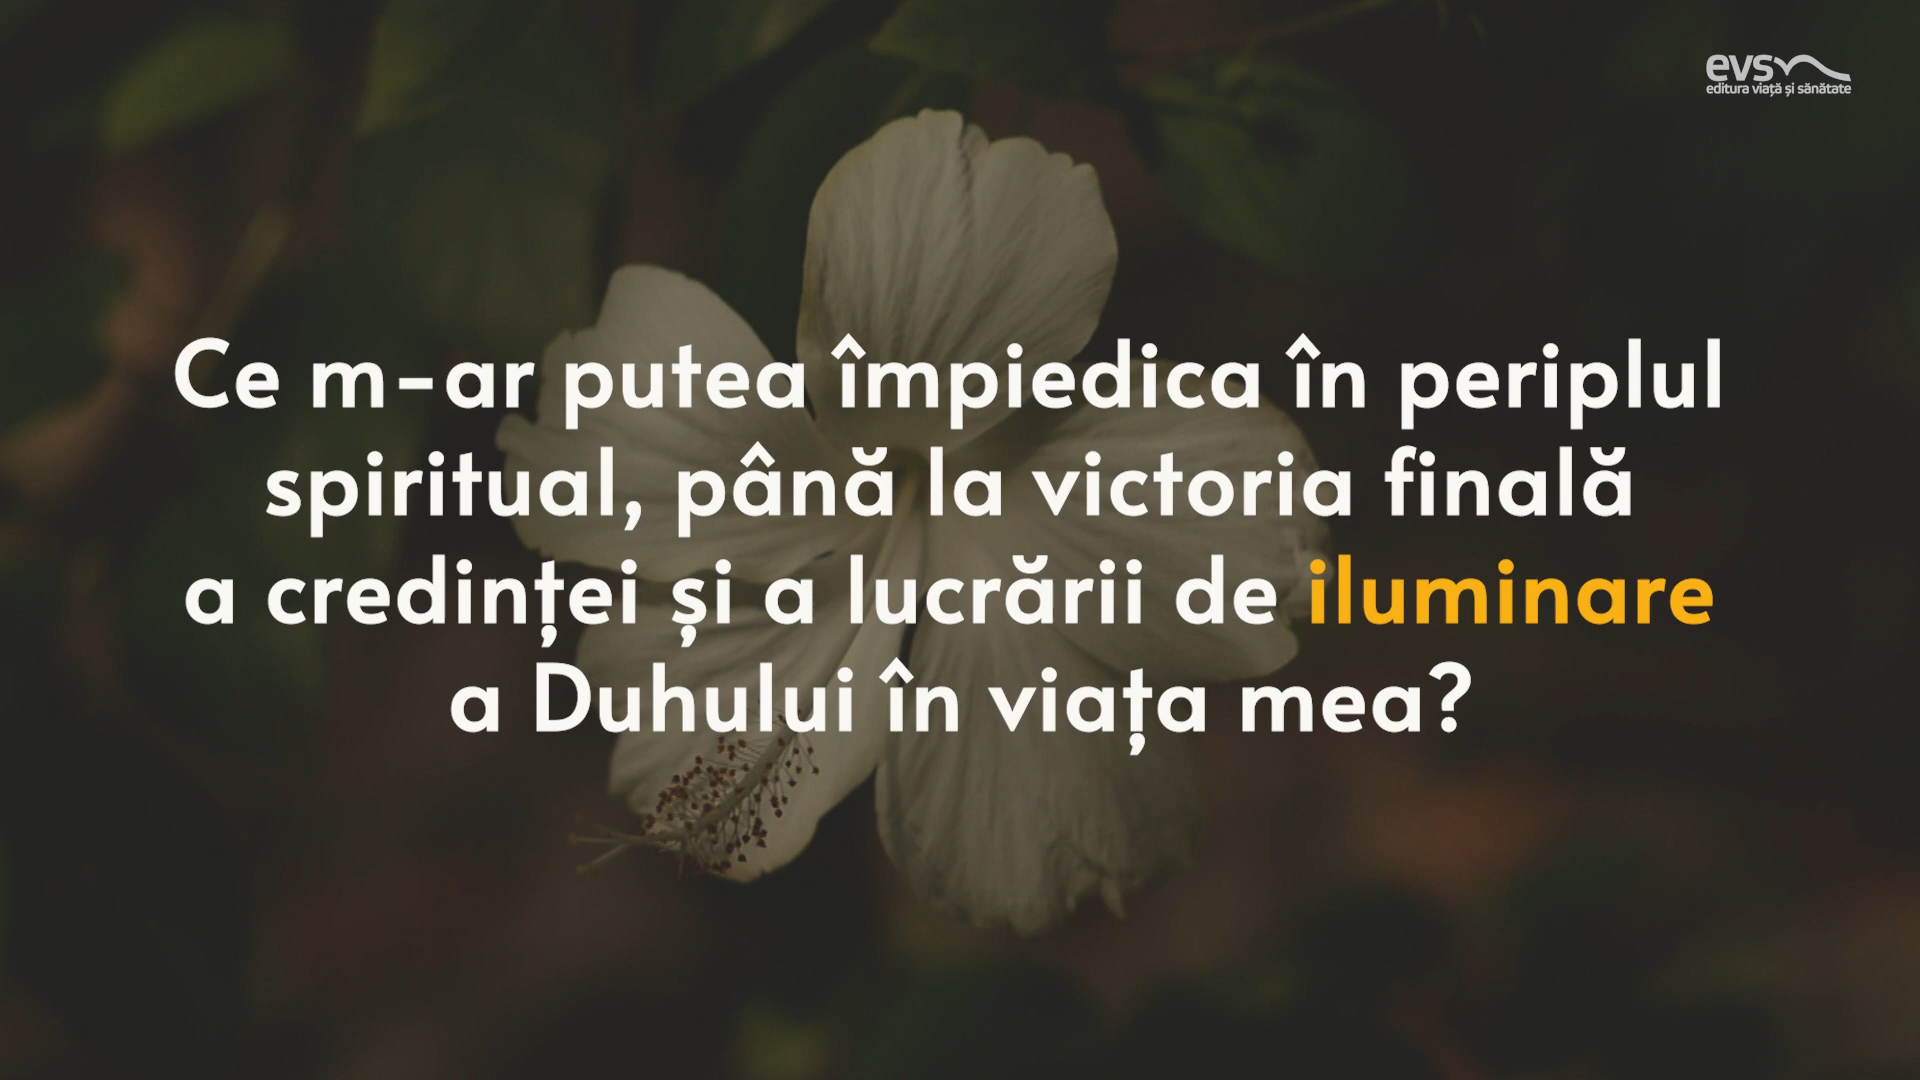 evs
editura viață și sănătate
Ce m-ar putea împiedica în periplul
spiritual, până la victoria finală
a credinței și a lucrării de iluminare
a Duhului în viața mea?